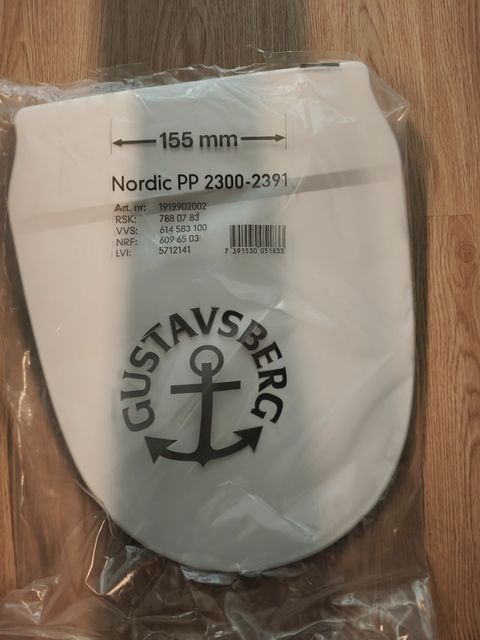 155 mm
Nordic PP 2300-2391
Art. nr: 1919902002
RSK: 788 07 83
VVS: 614 583 100
NRF: 609 65 03
LVI: 5712141
7 391530 051833
GUSTAVSBERG